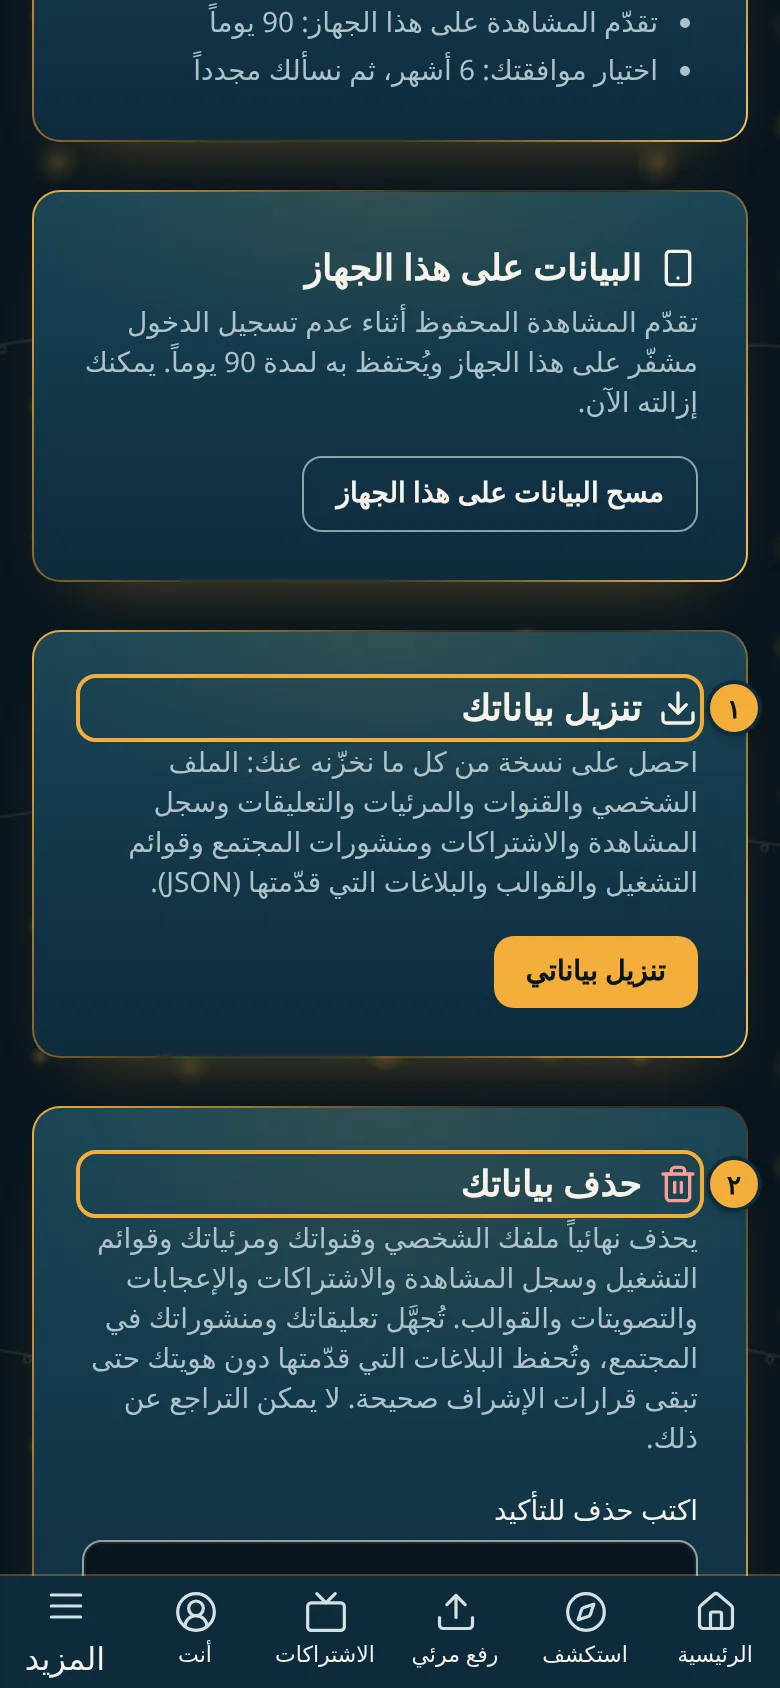 تقدّم المشاهدة على هذا الجهاز: 90 يوماً
اختيار موافقتك: 6 أشهر، ثم نسألك مجدداً
البيانات على هذا الجهاز
تقدّم المشاهدة المحفوظ أثناء عدم تسجيل الدخول
مشفّر على هذا الجهاز ويُحتفظ به لمدة 90 يوماً. يمكنك
إزالته الآن.
مسح البيانات على هذا الجهاز
١
تنزيل بياناتك
احصل على نسخة من كل ما نخزّنه عنك: الملف
الشخصي والقنوات والمرئيات والتعليقات وسجل
المشاهدة والاشتراكات ومنشورات المجتمع وقوائم
التشغيل والقوالب والبلاغات التي قدّمتها (JSON).
تنزيل بياناتي
٢
حذف بياناتك
يحذف نهائياً ملفك الشخصي وقنواتك ومرئياتك وقوائم
التشغيل وسجل المشاهدة والاشتراكات والإعجابات
والتصويتات والقوالب. تُجهَّل تعليقاتك ومنشوراتك في
المجتمع، وتُحفظ البلاغات التي قدّمتها دون هويتك حتى
تبقى قرارات الإشراف صحيحة. لا يمكن التراجع عن
ذلك.
اكتب حذف للتأكيد
الرئيسية
استكشف
رفع مرئي
الاشتراكات
أنت
المزيد